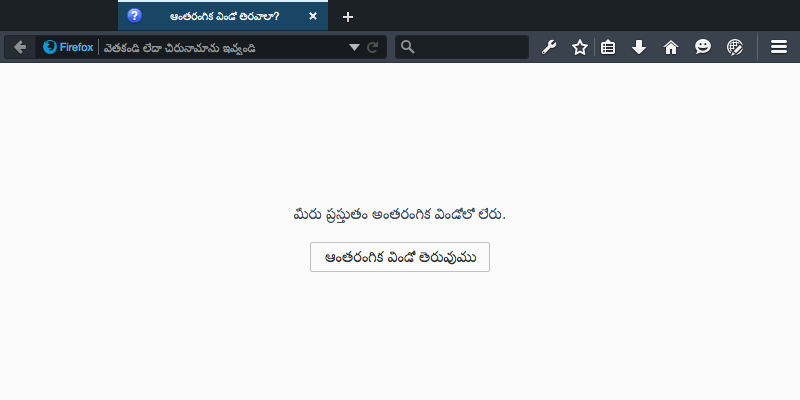 ఆంతరంగిక విండో తెరవాలా?
Firefox వెతకండి లేదా చిరునామాను ఇవ్వండి
మీరు ప్రస్తుతం అంతరంగిక విండోలో లేరు.
ఆంతరంగిక విండో తెరువుము